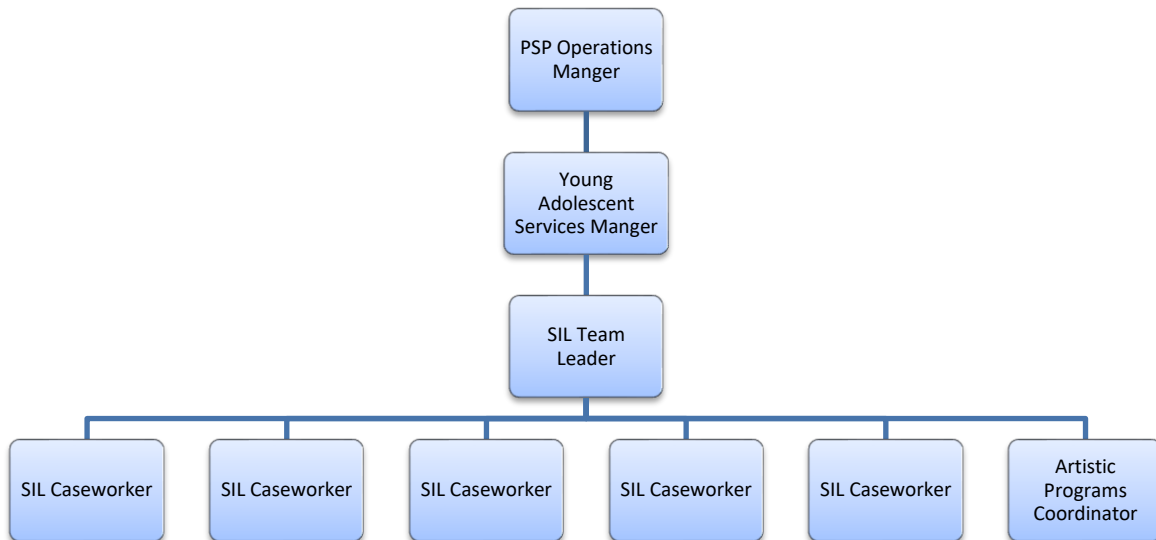 PSP Operations
Manger
Young
Adolescent
Services Manger
SIL Team
Leader
SIL Caseworker
SIL Caseworker
SIL Caseworker
SIL Caseworker
SIL Caseworker
Artistic
Programs
Coordinator